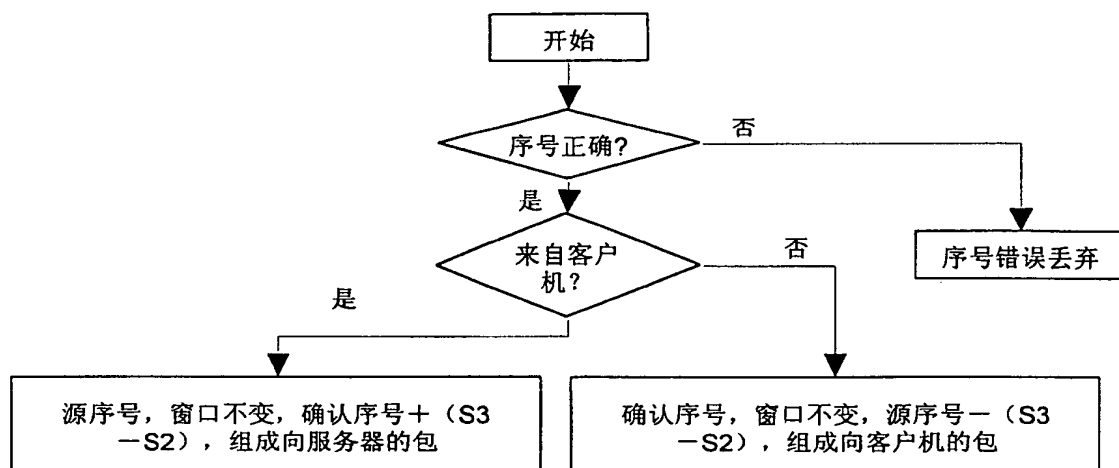 开始
序号正确?
否
是
来自客户
机?
否
序号错误丢弃
是
源序号，窗口不变，确认序号＋（S3
－S2），组成向服务器的包
确认序号，窗口不变，源序号－（S3
－S2），组成向客户机的包